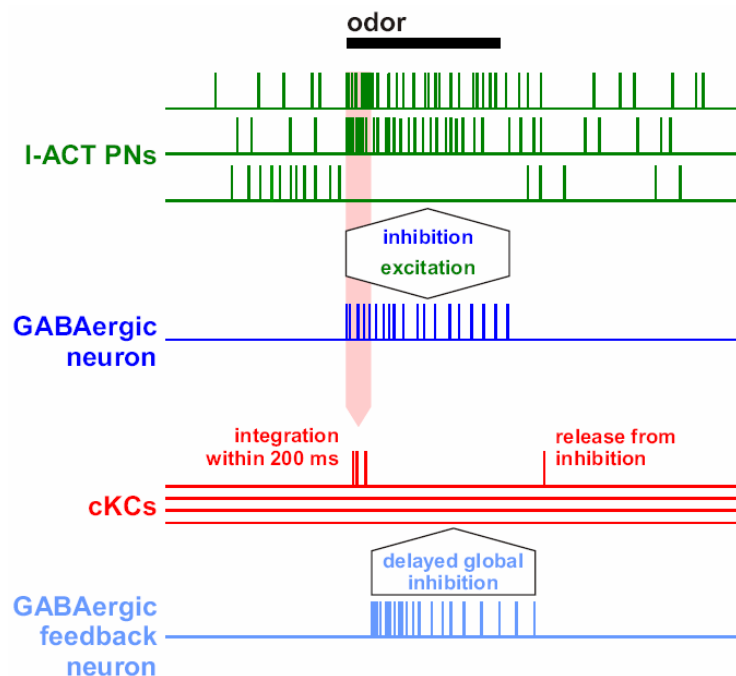 odor
l-ACT PNs
inhibition
excitation
GABAergic
neuron
integration
within 200 ms
release from
inhibition
cKCs
delayed global
inhibition
GABAergic
feedback
neuron